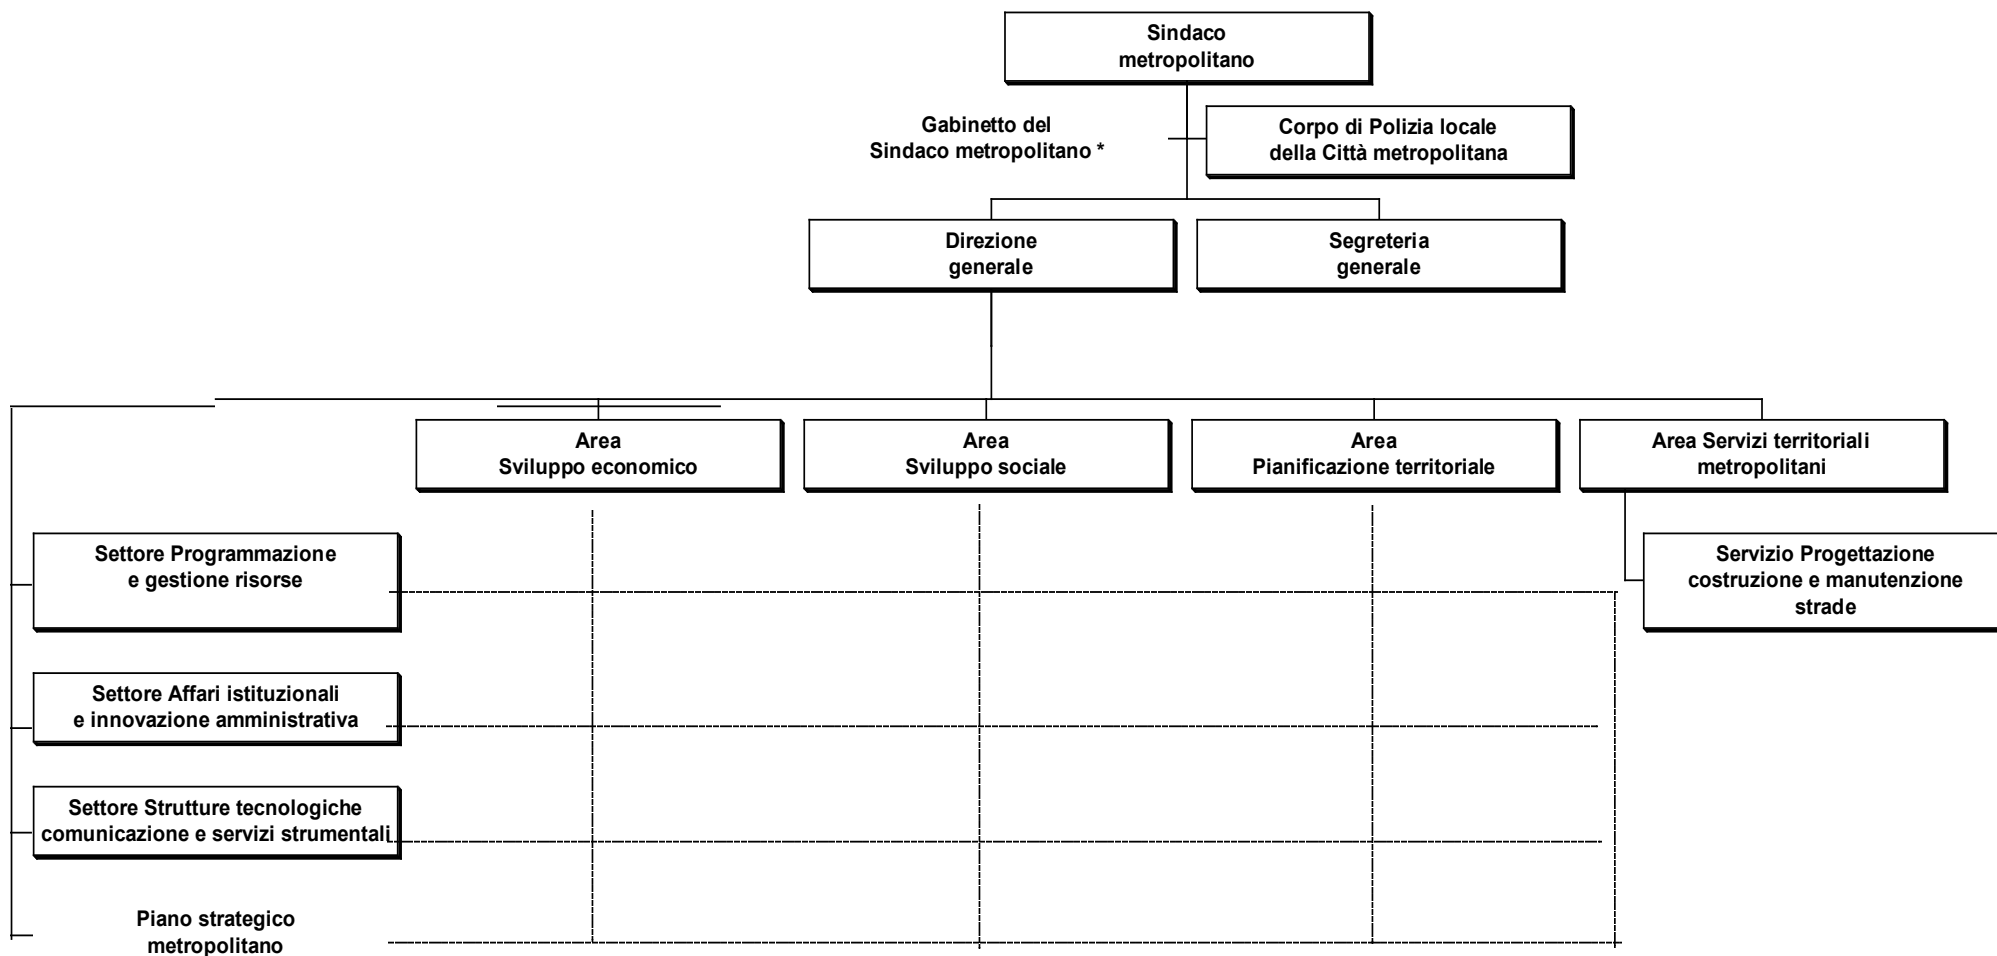 Sindaco
metropolitano
Gabinetto del
Sindaco metropolitano *
Corpo di Polizia locale
della Città metropolitana
Direzione
generale
Segreteria
generale
Area
Sviluppo economico
Area
Sviluppo sociale
Area
Pianificazione territoriale
Area Servizi territoriali
metropolitani
Settore Programmazione
e gestione risorse
Servizio Progettazione
costruzione e manutenzione
strade
Settore Affari istituzionali
e innovazione amministrativa
Settore Strutture tecnologiche
comunicazione e servizi strumentali
Piano strategico
metropolitano